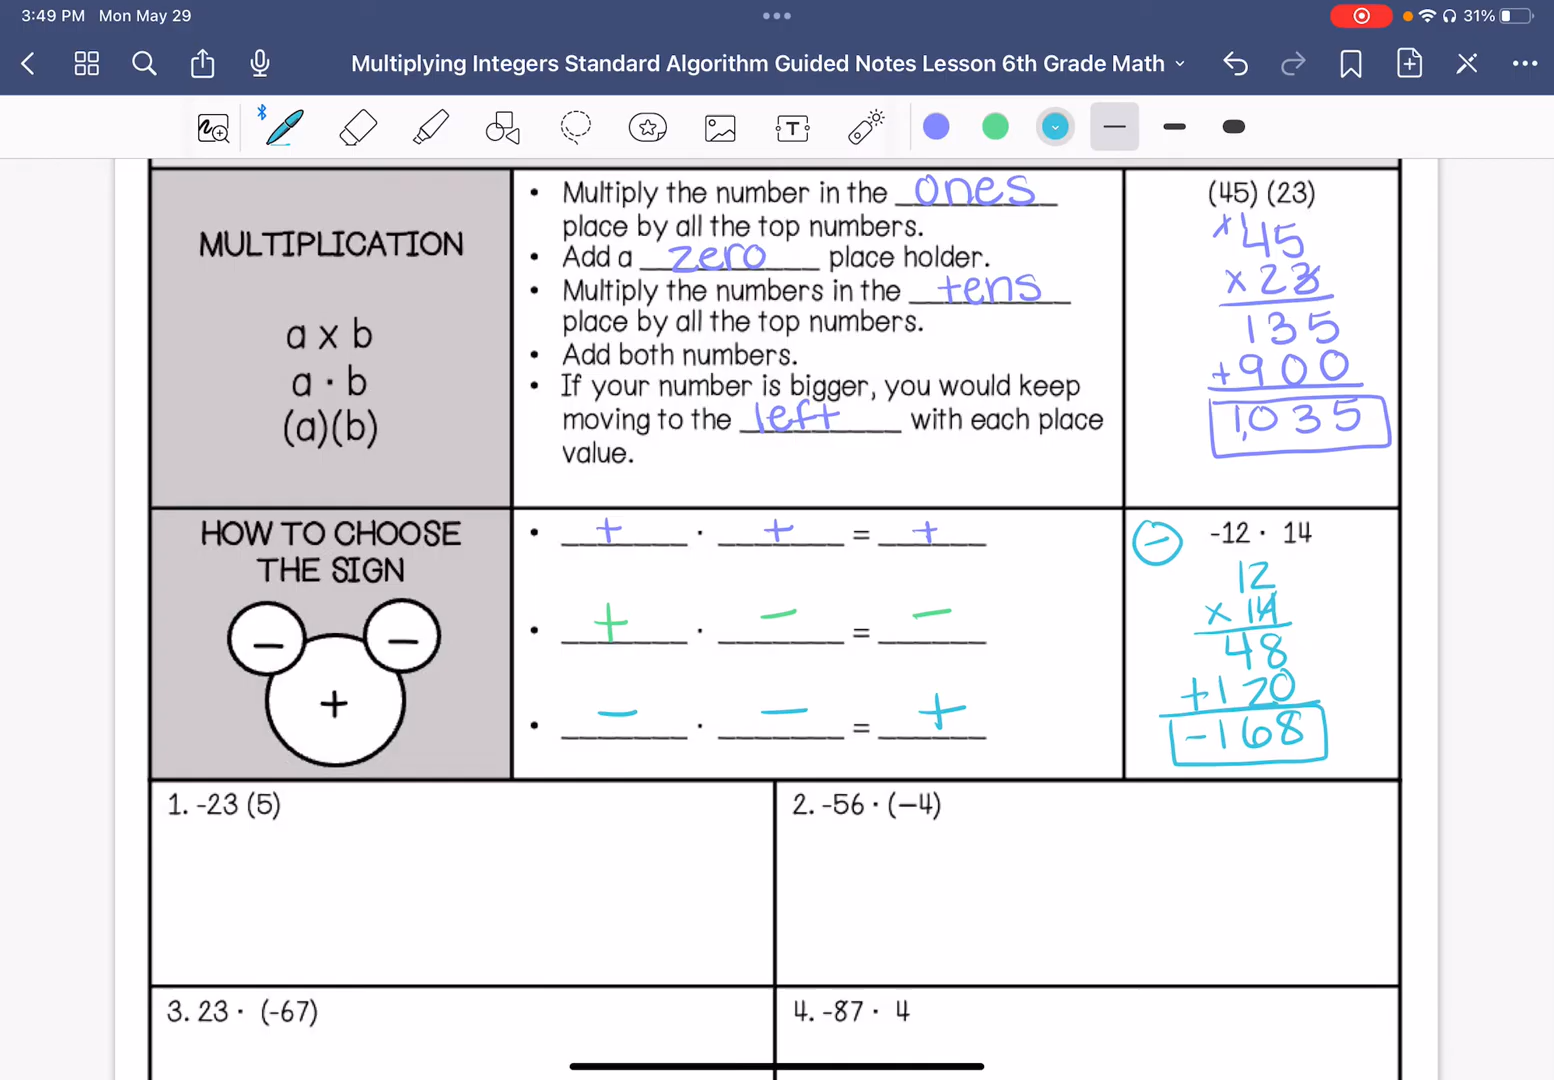 3:49 PM Mon May 29
31%
Multiplying Integers Standard Algorithm Guided Notes Lesson 6th Grade Math
T
MULTIPLICATION
a x b
a · b
(a)(b)
• Multiply the number in the ones
place by all the top numbers.
• Add a zero place holder.
• Multiply the numbers in the tens
place by all the top numbers.
• Add both numbers.
• If your number is bigger, you would keep
moving to the left with each place
value.
(45) (23)
1
45
x 23
135
+900
1,035
HOW TO CHOOSE
THE SIGN
− −
+
• + · + = +
• + · − = −
• − · − = +
− -12 · 14
12
x 14
48
+120
-168
1. -23 (5)
2. -56 · (−4)
3. 23 · (-67)
4. -87 · 4